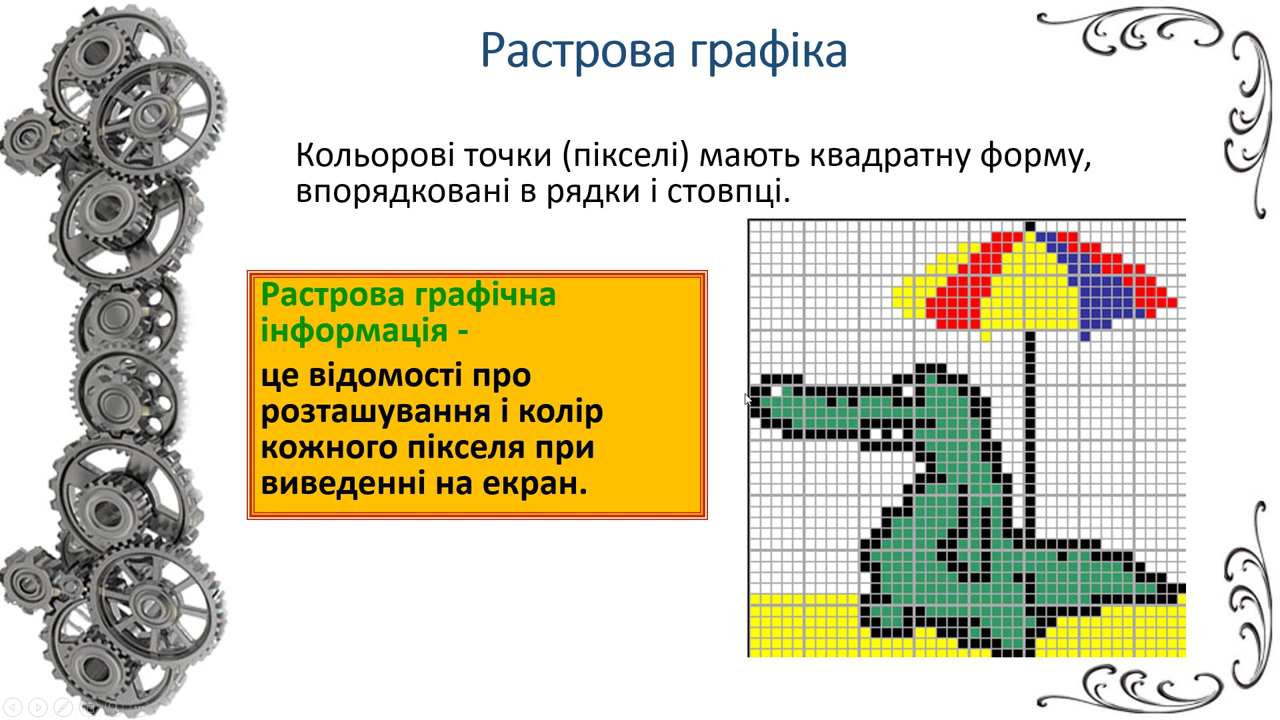 Растрова графіка
Кольорові точки (пікселі) мають квадратну форму,
впорядковані в рядки і стовпці.
Растрова графічна
інформація -
це відомості про
розташування і колір
кожного пікселя при
виведенні на екран.